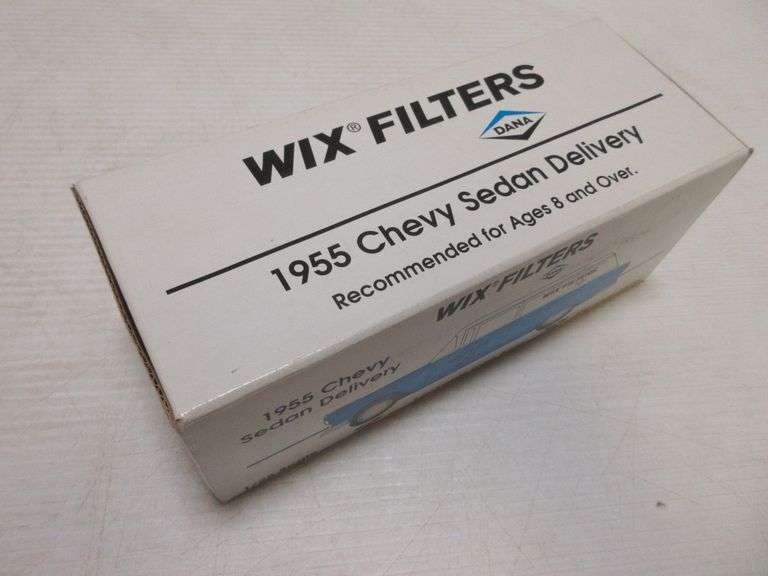 WIX® FILTERS
DANA
1955 Chevy Sedan Delivery
Recommended for Ages 8 and Over.
WIX® FILTERS
1955 Chevy
Sedan Delivery